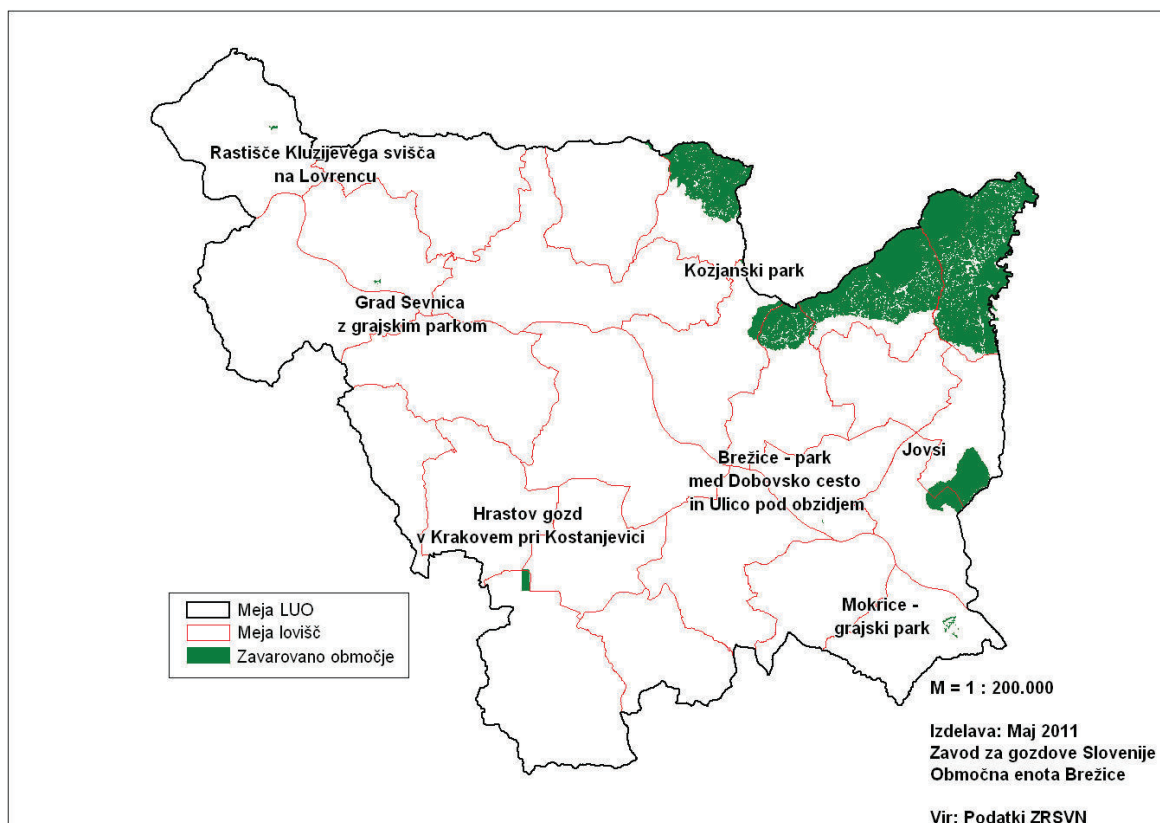 Rastišče Kluzijevega svišča
na Lovrencu
Kozjanski park
Grad Sevnica
z grajskim parkom
Jovsi
Brežice - park
med Dobovsko cesto
in Ulico pod obzidjem
Hrastov gozd
v Krakovem pri Kostanjevici
Mokrice -
grajski park
Meja LUO
Meja lovišč
Zavarovano območje
M = 1 : 200.000
Izdelava: Maj 2011
Zavod za gozdove Slovenije
Območna enota Brežice
Vir: Podatki ZRSVN